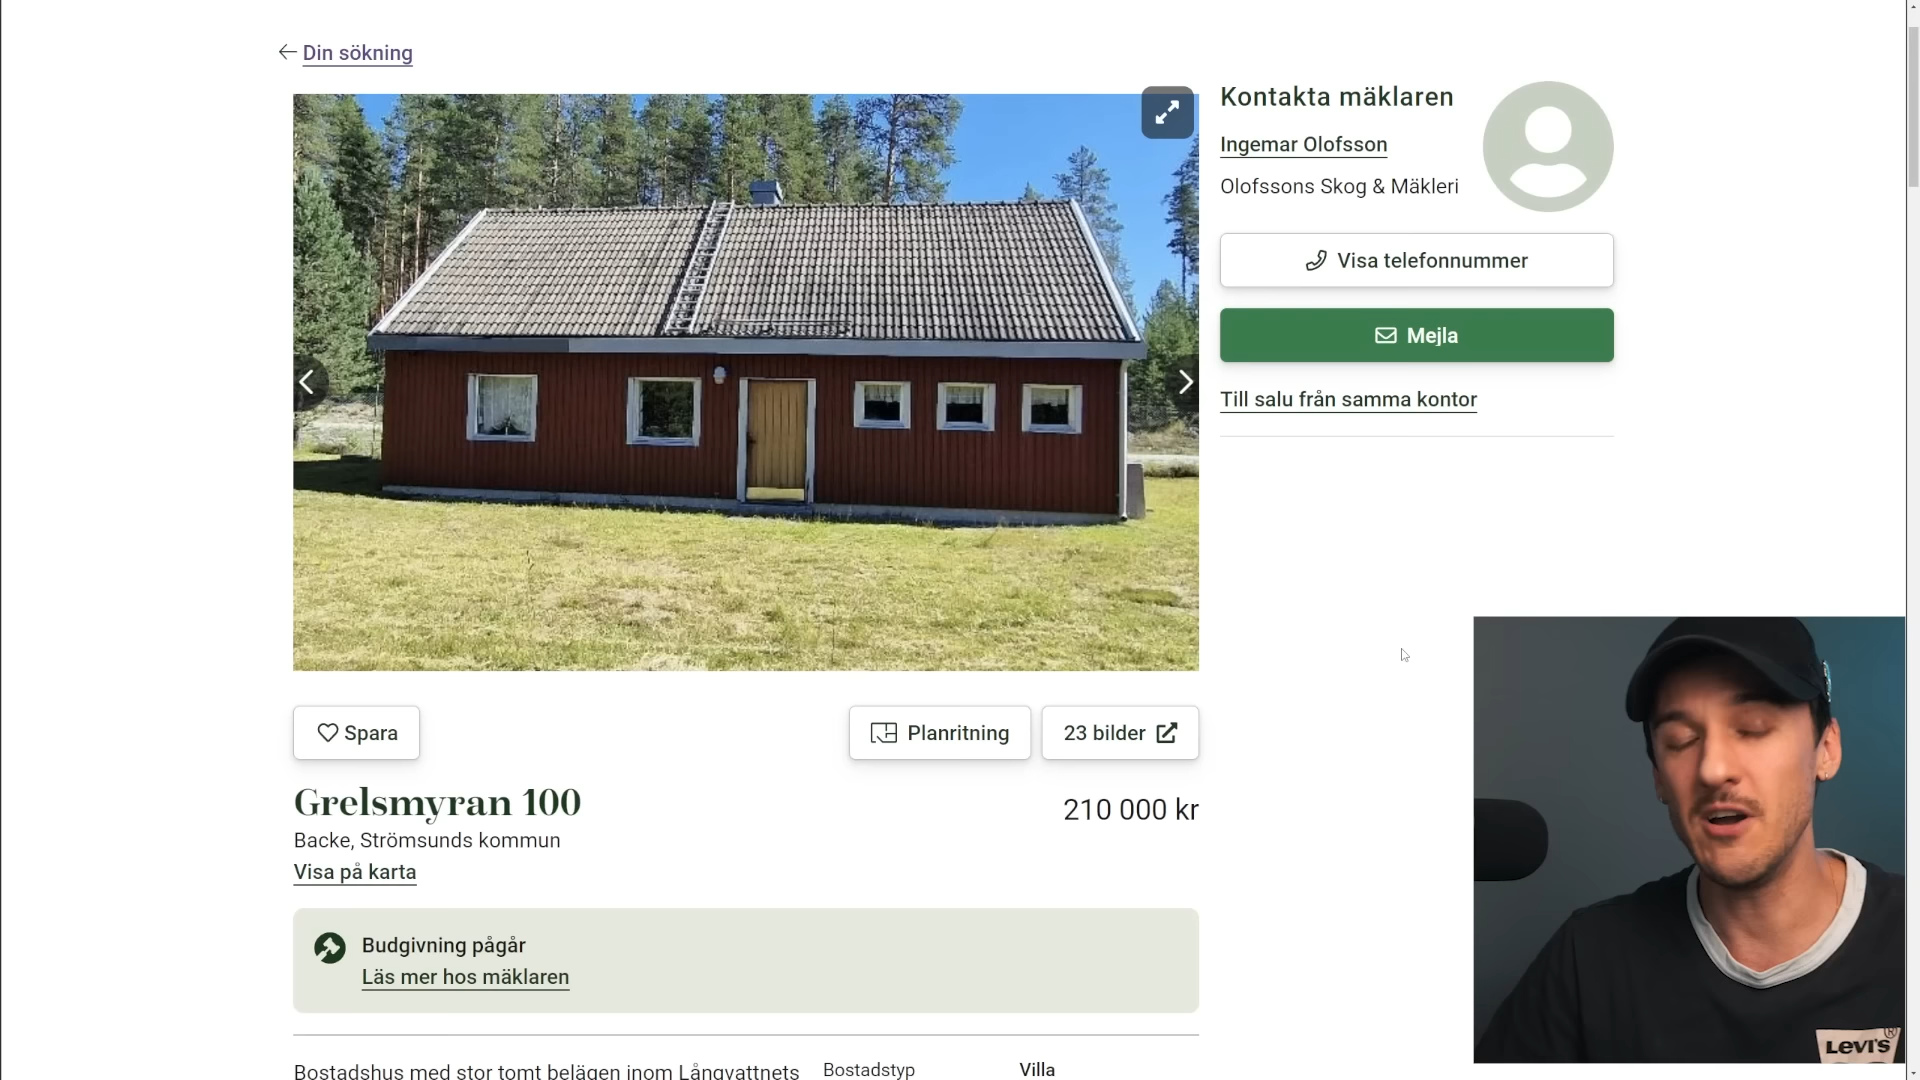 Din sökning
Kontakta mäklaren
Ingemar Olofsson
Olofssons Skog & Mäkleri
Visa telefonnummer
Mejla
Till salu från samma kontor
Spara
Planritning
23 bilder
Grelsmyran 100
210 000 kr
Backe, Strömsunds kommun
Visa på karta
Budgivning pågår
Läs mer hos mäklaren
Bostadshus med stor tomt belägen inom Långvattnets
Bostadstyp
Villa
LEVI'S®